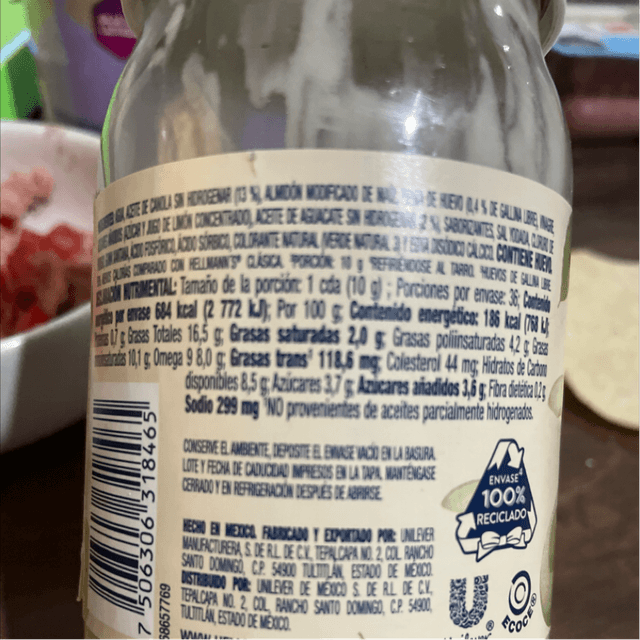 AGUA, ACEITE DE CANOLA SIN HIDROGENAR (13 %), ALMIDÓN MODIFICADO DE MAÍZ, DE HUEVO (0,4 % DE GALLINA LIBRE,
AZÚCAR Y JUGO DE LIMÓN CONCENTRADO, ACEITE DE AGUACATE SIN HIDROGENAR 2 %), SABORIZANTES, SAL YODADA, CLORURO DE
ÁCIDO FOSFÓRICO, ÁCIDO SÓRBICO, COLORANTE NATURAL (VERDE NATURAL 3 Y EDTA DISÓDICO CÁLCICO. CONTIENE HUEVO.
CALORÍAS COMPARADO CON HELLMANN'S® CLÁSICA. PORCIÓN: 10 g REFIRIÉNDOSE AL TARRO. HUEVOS DE GALLINA LIBRE
NUTRIMENTAL: Tamaño de la porción: 1 cda (10 g) ; Porciones por envase: 36; Contenido
por envase 684 kcal (2 772 kJ); Por 100 g: Contenido energético: 186 kcal (768 kJ);
0,7 g; Grasas Totales 16,5 g; Grasas saturadas 2,0 g; Grasas poliinsaturadas 4,2 g; Grasas
10,1 g; Omega 9 8,0 g; Grasas trans¹ 118,6 mg; Colesterol 44 mg; Hidratos de Carbono
disponibles 8,5 g; Azúcares 3,7 g; Azúcares añadidos 3,6 g; Fibra dietética 0,2 g;
Sodio 299 mg ¹NO provenientes de aceites parcialmente hidrogenados.
CONSERVE EL AMBIENTE, DEPOSITE EL ENVASE VACÍO EN LA BASURA.
LOTE Y FECHA DE CADUCIDAD IMPRESOS EN LA TAPA. MANTÉNGASE
CERRADO Y EN REFRIGERACIÓN DESPUÉS DE ABRIRSE.
ENVASE
100%
RECICLADO
HECHO EN MÉXICO. FABRICADO Y EXPORTADO POR: UNILEVER
MANUFACTURERA, S. DE R.L. DE C.V., TEPALCAPA NO. 2, COL. RANCHO
SANTO DOMINGO, C.P. 54900 TULTITLÁN, ESTADO DE MÉXICO.
DISTRIBUIDO POR: UNILEVER DE MÉXICO S. DE R.L. DE C.V.,
TEPALCAPA NO. 2, COL. RANCHO SANTO DOMINGO, C.P. 54900,
TULTITLÁN, ESTADO DE MÉXICO.
ECOCE
7 506306 318465
68657769